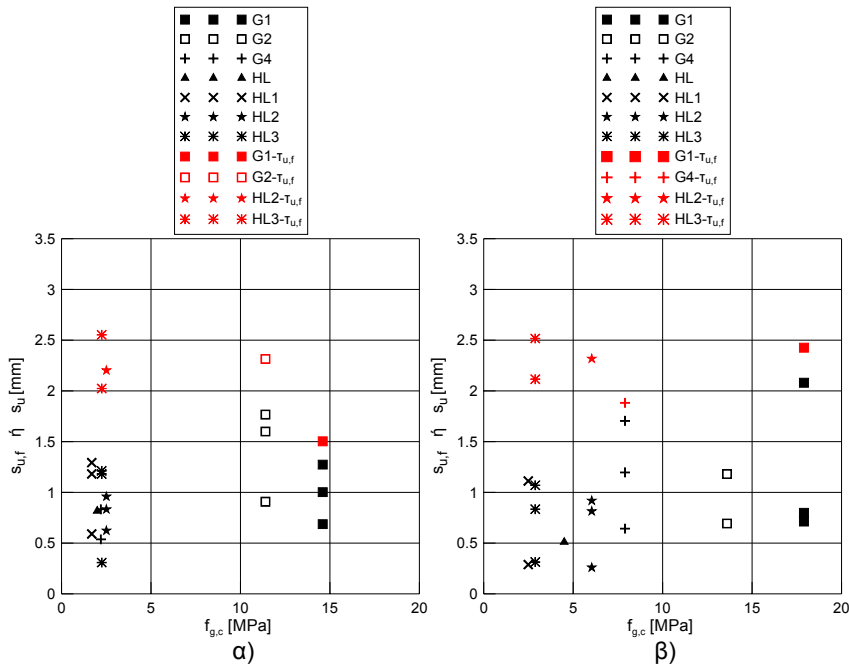 G1
G2
G4
HL
HL1
HL2
HL3
G1-τu,f
G2-τu,f
HL2-τu,f
HL3-τu,f
3.5
3
2.5
2
1.5
1
0.5
0
0 5 10 15 20
su,f ή su [mm]
fg,c [MPa]
α)
G1
G2
G4
HL
HL1
HL2
HL3
G1-τu,f
G4-τu,f
HL2-τu,f
HL3-τu,f
3.5
3
2.5
2
1.5
1
0.5
0
0 5 10 15 20
su,f ή su [mm]
fg,c [MPa]
β)